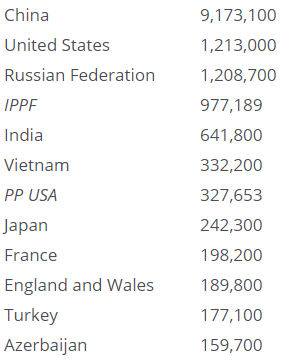 China 9,173,100
United States 1,213,000
Russian Federation 1,208,700
IPPF 977,189
India 641,800
Vietnam 332,200
PP USA 327,653
Japan 242,300
France 198,200
England and Wales 189,800
Turkey 177,100
Azerbaijan 159,700